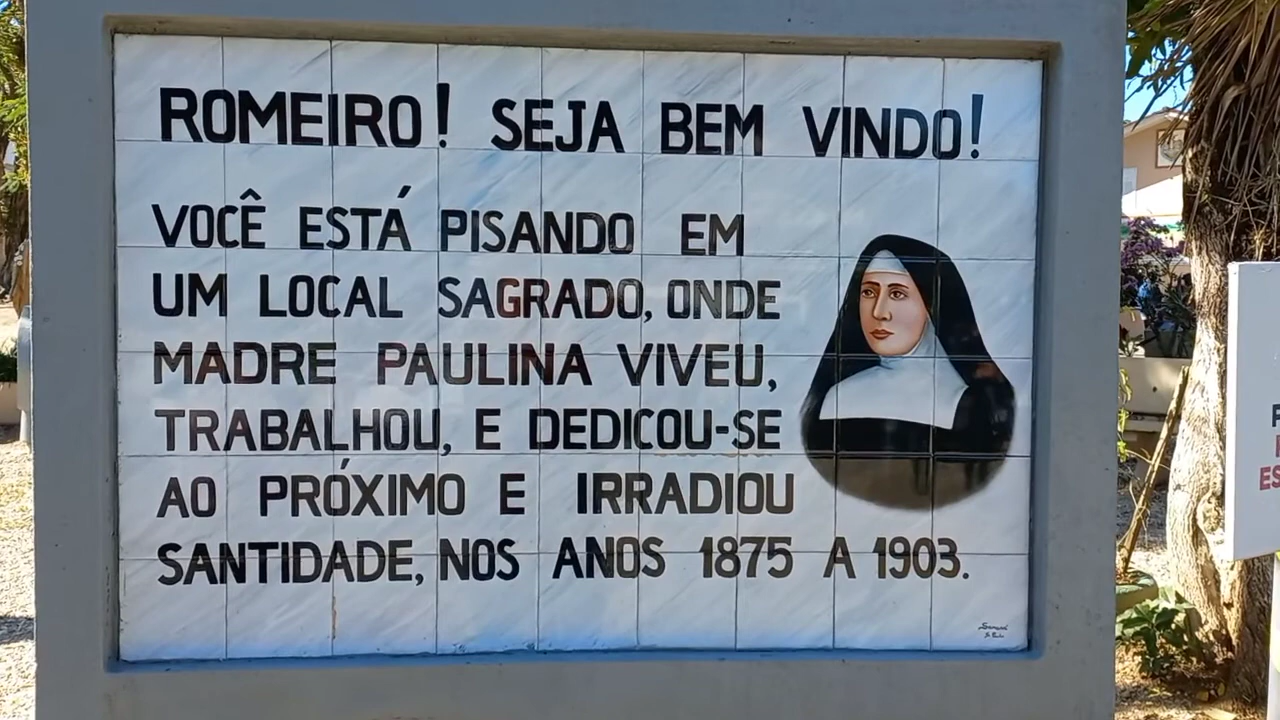 ROMEIRO! SEJA BEM VINDO!
VOCÊ ESTÁ PISANDO EM
UM LOCAL SAGRADO, ONDE
MADRE PAULINA VIVEU,
TRABALHOU, E DEDICOU-SE
AO PRÓXIMO E IRRADIOU
SANTIDADE, NOS ANOS 1875 A 1903.
ES